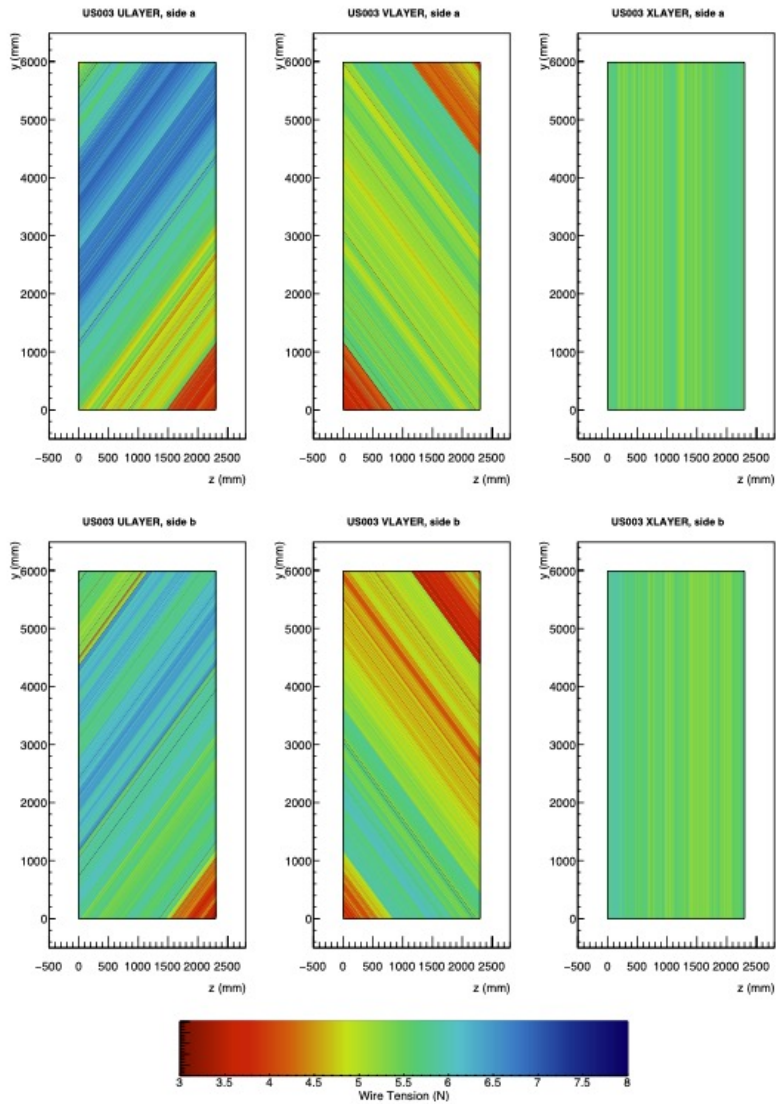 US003 ULAYER, side a
US003 VLAYER, side a
US003 XLAYER, side a
y (mm)
6000
5000
4000
3000
2000
1000
0
−500 0 500 1000 1500 2000 2500
z (mm)
y (mm)
6000
5000
4000
3000
2000
1000
0
−500 0 500 1000 1500 2000 2500
z (mm)
y (mm)
6000
5000
4000
3000
2000
1000
0
−500 0 500 1000 1500 2000 2500
z (mm)
US003 ULAYER, side b
US003 VLAYER, side b
US003 XLAYER, side b
y (mm)
6000
5000
4000
3000
2000
1000
0
−500 0 500 1000 1500 2000 2500
z (mm)
y (mm)
6000
5000
4000
3000
2000
1000
0
−500 0 500 1000 1500 2000 2500
z (mm)
y (mm)
6000
5000
4000
3000
2000
1000
0
−500 0 500 1000 1500 2000 2500
z (mm)
3 3.5 4 4.5 5 5.5 6 6.5 7 7.5 8
Wire Tension (N)